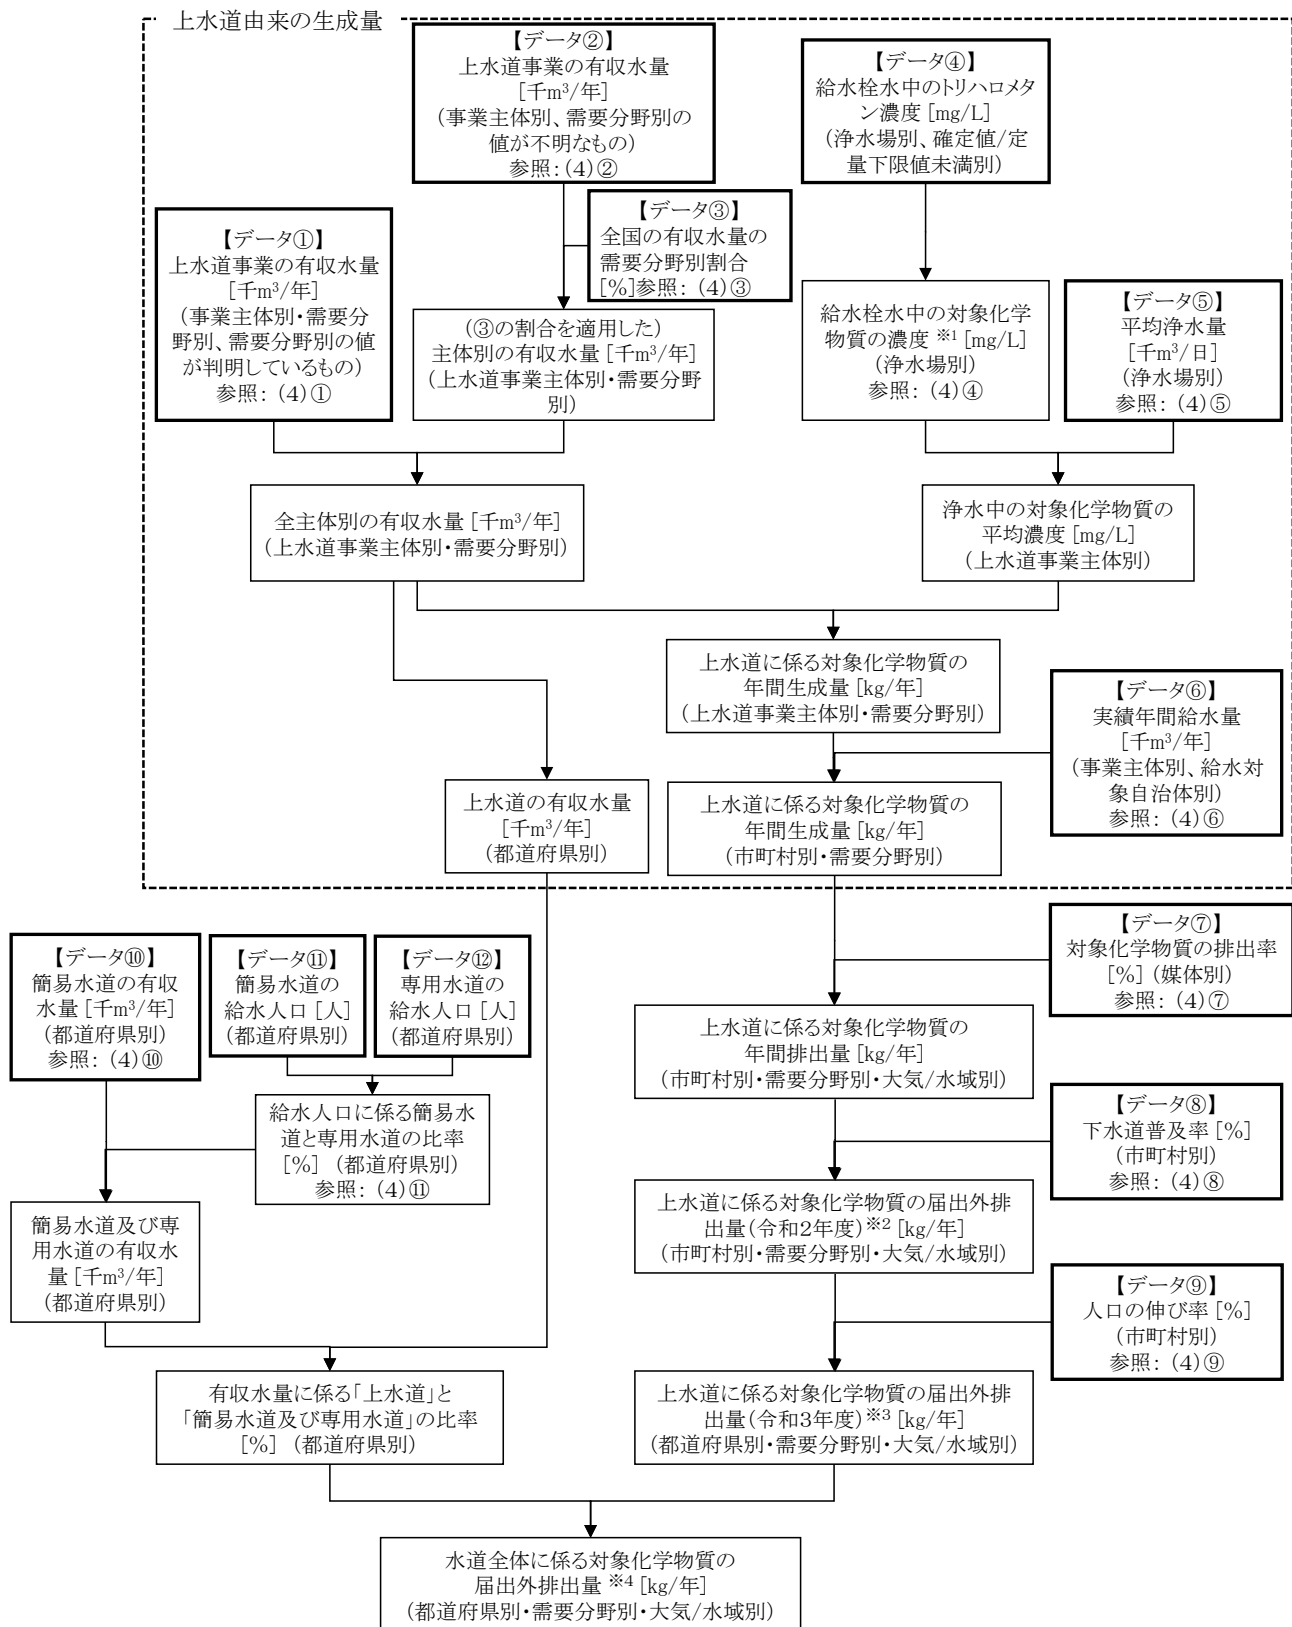 上水道由来の生成量
【データ②】
上水道事業の有収水量
[千m³/年]
(事業主体別、需要分野別の
値が不明なもの)
参照：(4)②
【データ④】
給水栓水中のトリハロメタ
ン濃度[mg/L]
(浄水場別、確定値/定
量下限値未満別)
【データ③】
全国の有収水量の
需要分野別割合
[%]参照：(4)③
【データ①】
上水道事業の有収水量
[千m³/年]
(事業主体別・需要分
野別、需要分野別の値
が判明しているもの)
参照：(4)①
(③の割合を適用した)
主体別の有収水量[千m³/年]
(上水道事業主体別・需要分野
別)
給水栓水中の対象化学
物質の濃度※1[mg/L]
(浄水場別)
参照：(4)④
【データ⑤】
平均浄水量
[千m³/日]
(浄水場別)
参照：(4)⑤
全主体別の有収水量[千m³/年]
(上水道事業主体別・需要分野別)
浄水中の対象化学物質の
平均濃度[mg/L]
(上水道事業主体別)
上水道に係る対象化学物質の
年間生成量[kg/年]
(上水道事業主体別・需要分野別)
【データ⑥】
実績年間給水量
[千m³/年]
(事業主体別、給水対
象自治体別)
参照：(4)⑥
上水道の有収水量
[千m³/年]
(都道府県別)
上水道に係る対象化学物質の
年間生成量[kg/年]
(市町村別・需要分野別)
【データ⑦】
対象化学物質の排出率
[%](媒体別)
参照：(4)⑦
【データ⑩】
簡易水道の有収
水量[千m³/年]
(都道府県別)
参照：(4)⑩
【データ⑪】
簡易水道の
給水人口[人]
(都道府県別)
【データ⑫】
専用水道の
給水人口[人]
(都道府県別)
上水道に係る対象化学物質の
年間排出量[kg/年]
(市町村別・需要分野別・大気/水域別)
給水人口に係る簡易水
道と専用水道の比率
[%](都道府県別)
参照：(4)⑪
【データ⑧】
下水道普及率[%]
(市町村別)
参照：(4)⑧
簡易水道及び専
用水道の有収水
量[千m³/年]
(都道府県別)
上水道に係る対象化学物質の届出外排
出量(令和2年度)※2[kg/年]
(市町村別・需要分野別・大気/水域別)
【データ⑨】
人口の伸び率[%]
(市町村別)
参照：(4)⑨
有収水量に係る「上水道」と
「簡易水道及び専用水道」の比率
[%](都道府県別)
上水道に係る対象化学物質の届出外排
出量(令和3年度)※3[kg/年]
(都道府県別・需要分野別・大気/水域別)
水道全体に係る対象化学物質の
届出外排出量※4[kg/年]
(都道府県別・需要分野別・大気/水域別)